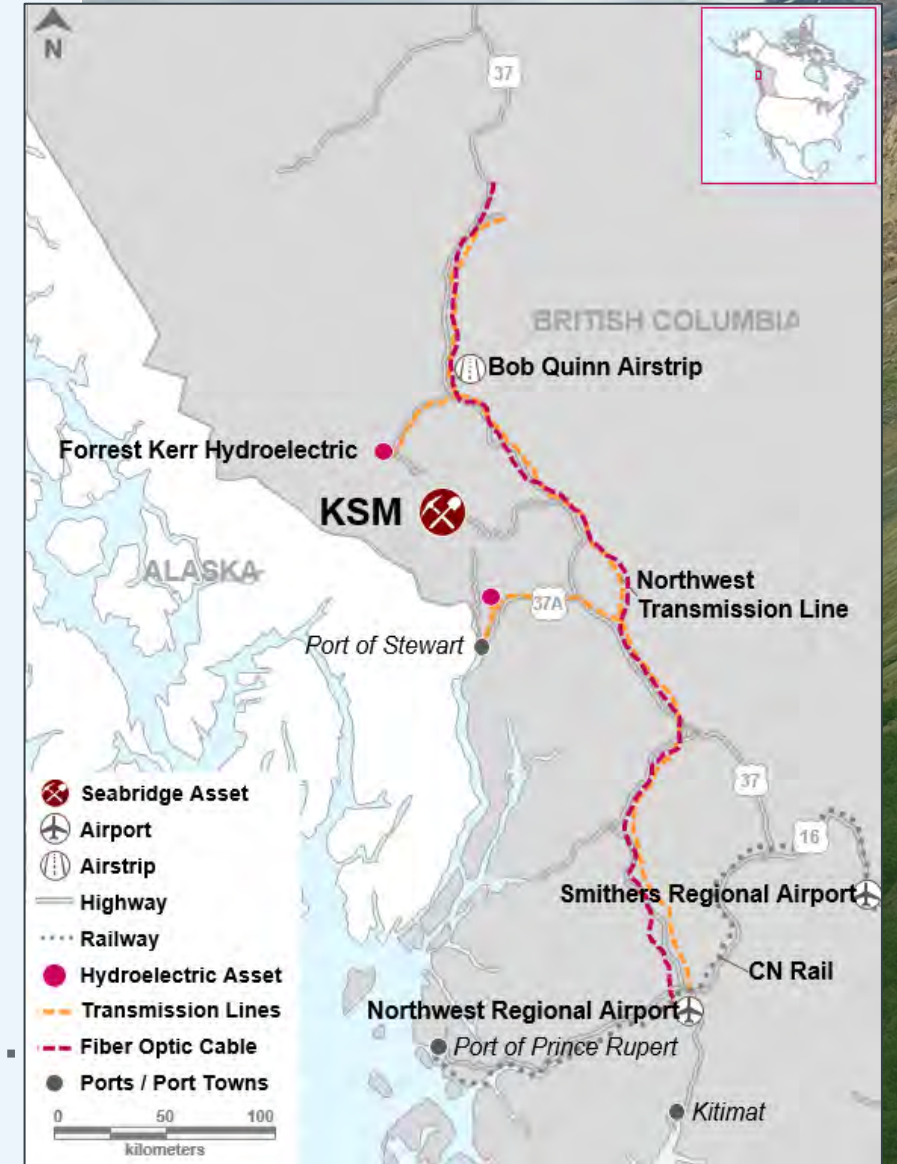 N
37
BRITISH COLUMBIA
Bob Quinn Airstrip
Forrest Kerr Hydroelectric
KSM
ALASKA
Northwest
Transmission Line
37A
Port of Stewart
37
16
Smithers Regional Airport
CN Rail
Northwest Regional Airport
Port of Prince Rupert
Kitimat
Seabridge Asset
Airport
Airstrip
Highway
Railway
Hydroelectric Asset
Transmission Lines
Fiber Optic Cable
Ports / Port Towns
0 50 100
kilometers